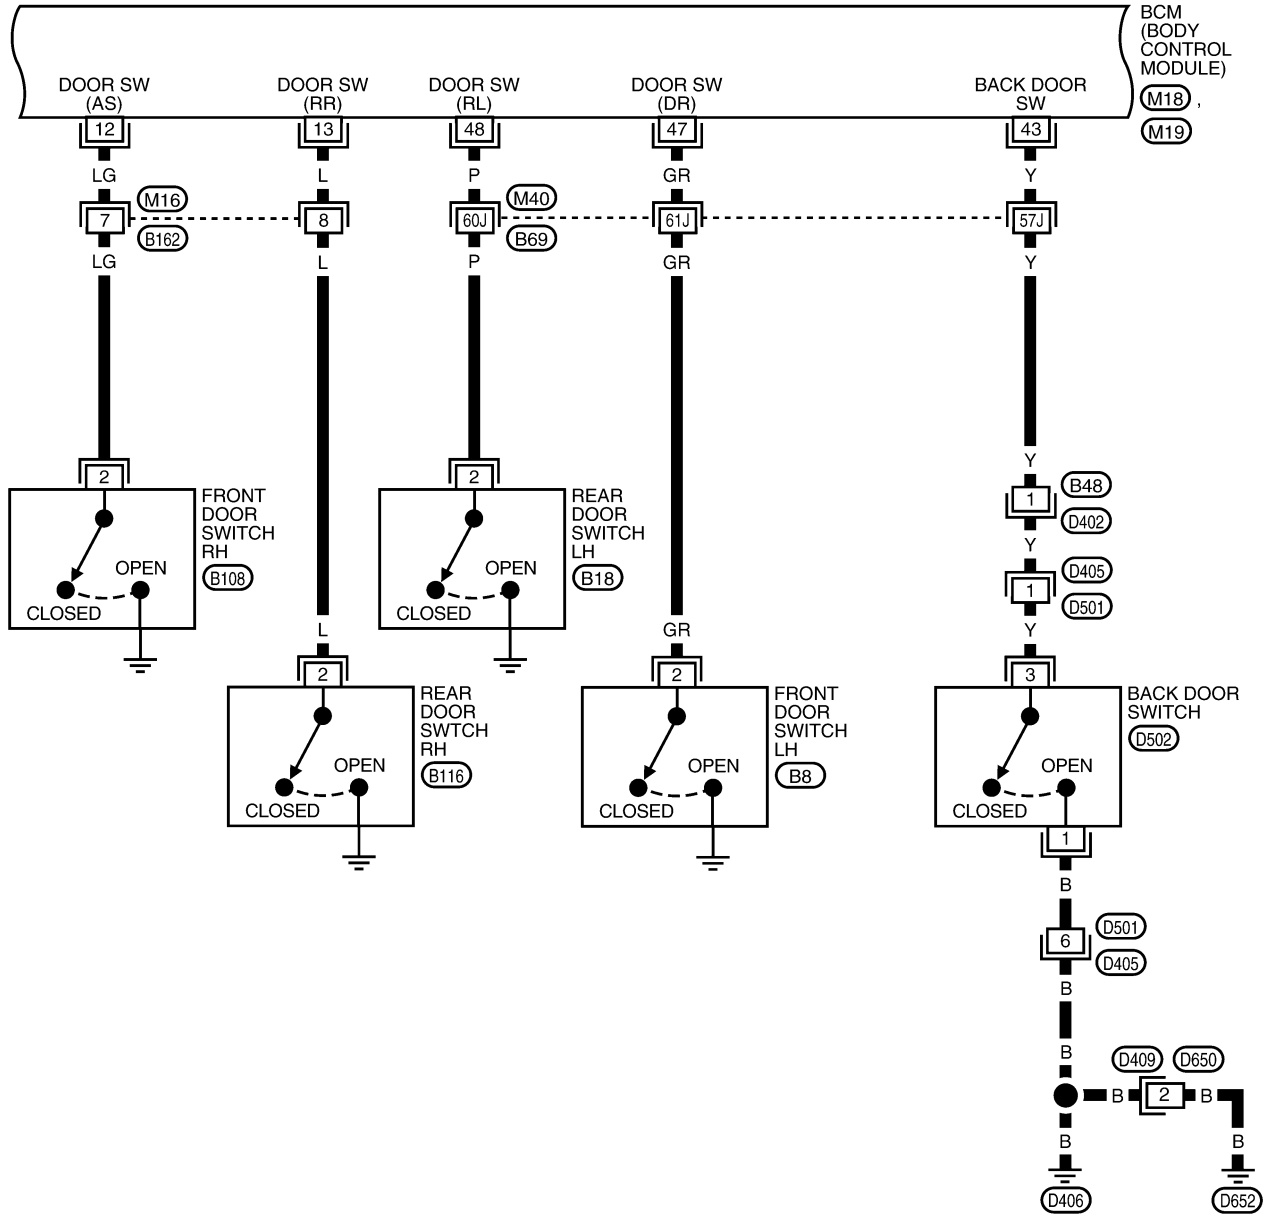 BCM
(BODY
CONTROL
MODULE)
M18 ,
M19
DOOR SW
(AS)
DOOR SW
(RR)
DOOR SW
(RL)
DOOR SW
(DR)
BACK DOOR
SW
12
13
48
47
43
LG
L
P
GR
Y
M16
M40
7
8
60J
61J
57J
B162
B69
LG
L
P
GR
Y
Y
2
2
1
B48
D402
FRONT
DOOR
SWITCH
RH
B108
OPEN
CLOSED
REAR
DOOR
SWITCH
LH
B18
OPEN
CLOSED
Y
D405
1
D501
L
GR
Y
2
2
3
REAR
DOOR
SWTCH
RH
B116
OPEN
CLOSED
FRONT
DOOR
SWITCH
LH
B8
OPEN
CLOSED
BACK DOOR
SWITCH
D502
OPEN
CLOSED
1
B
D501
6
D405
B
B
D409
D650
B
2
B
B
B
D406
D652